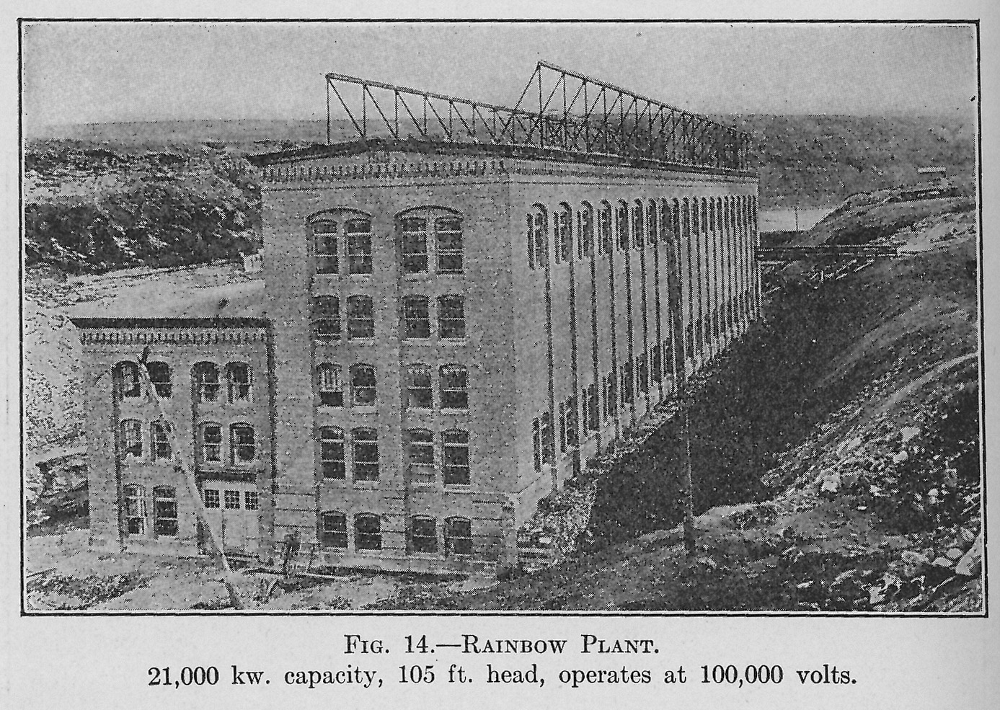 Fig. 14.—Rainbow Plant.
21,000 kw. capacity, 105 ft. head, operates at 100,000 volts.